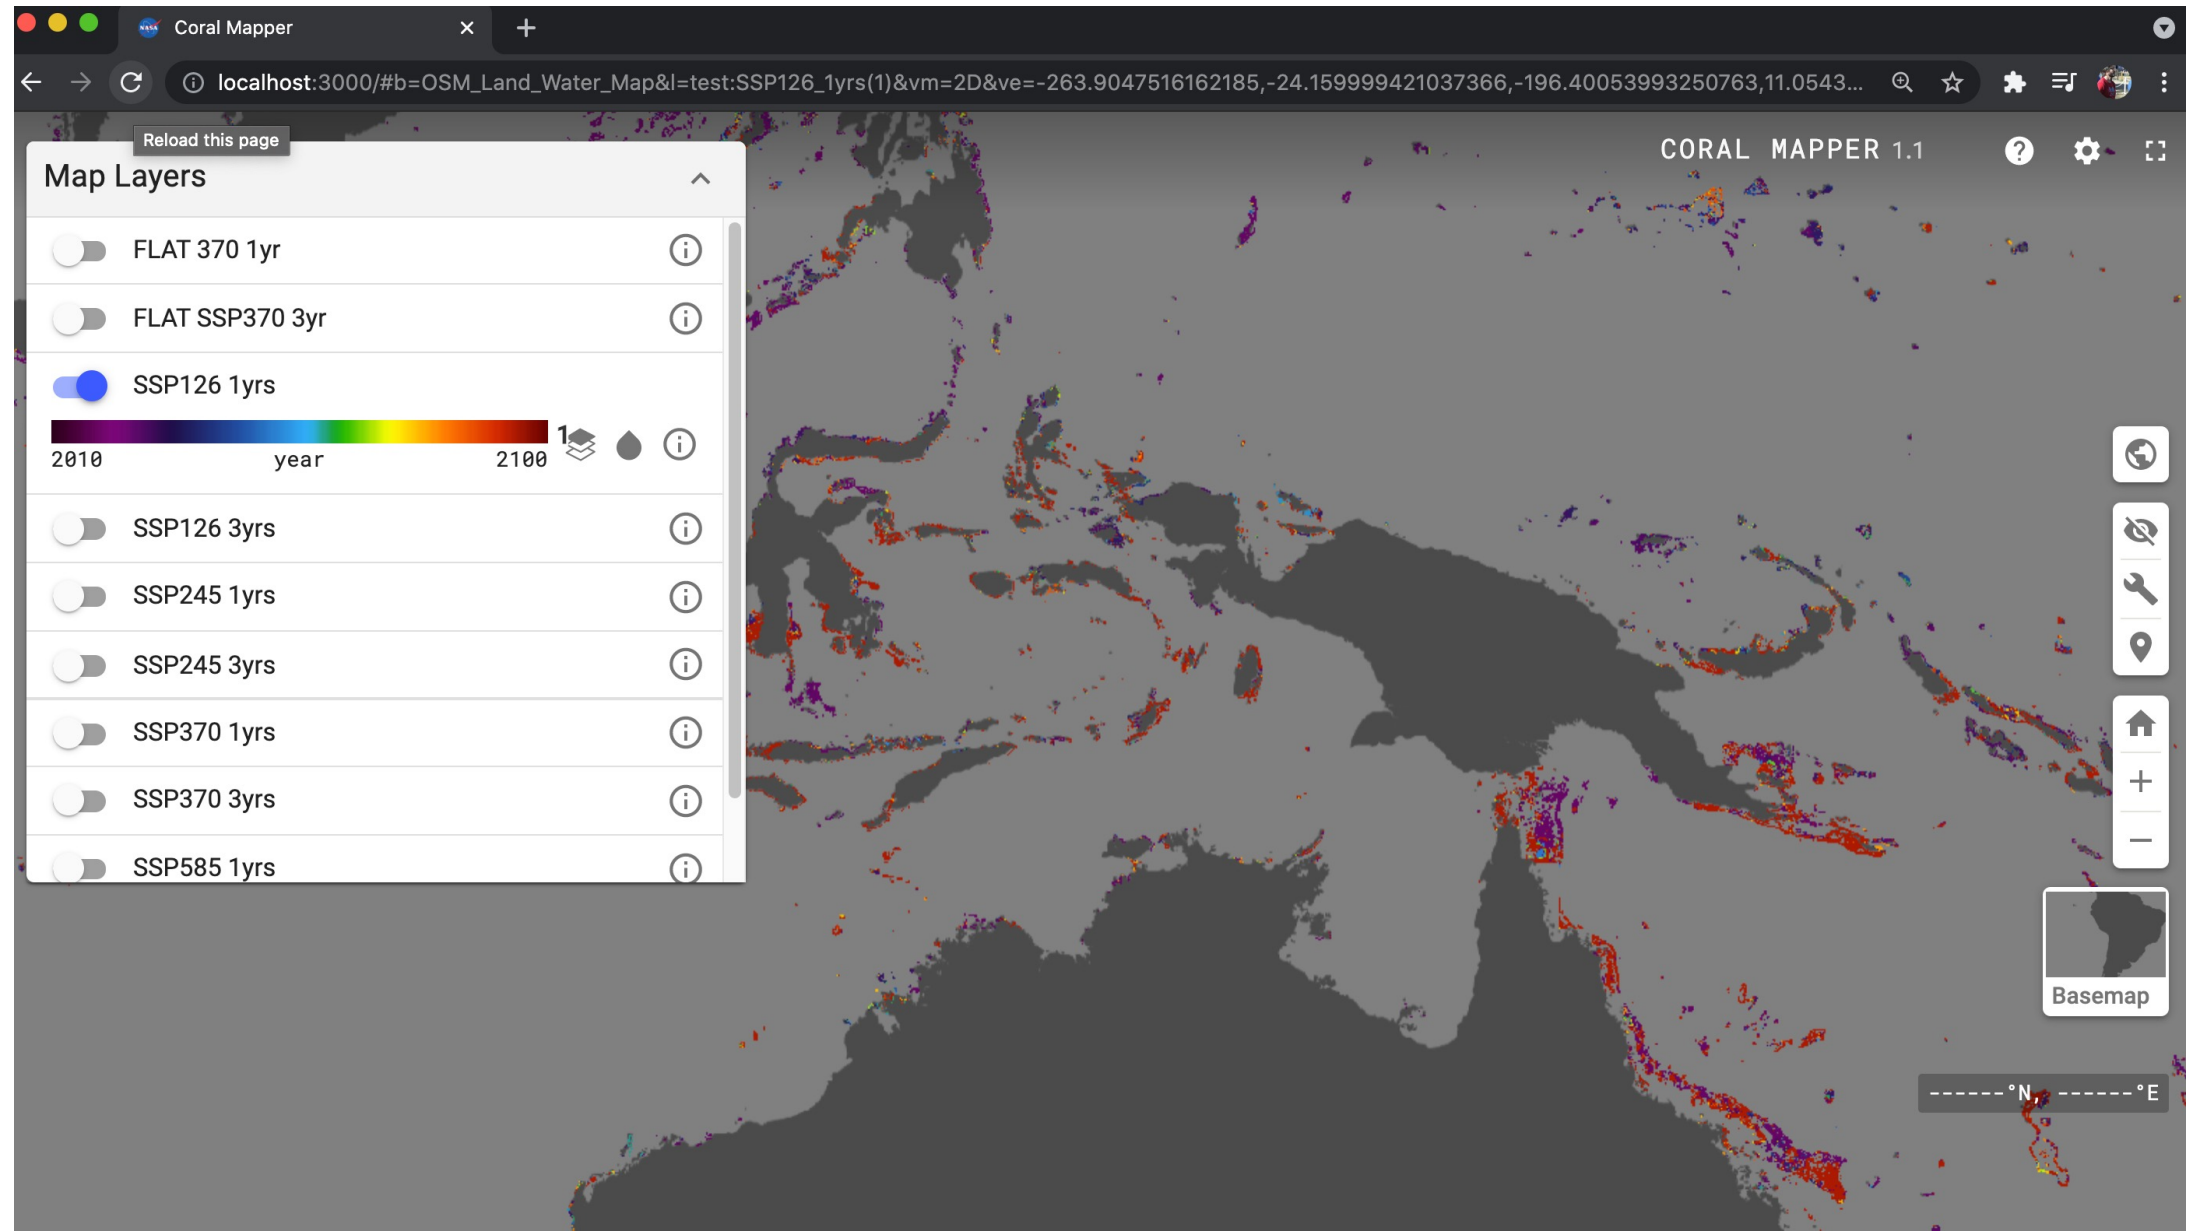 Coral Mapper
localhost:3000/#b=OSM_Land_Water_Map&l=test:SSP126_1yrs(1)&vm=2D&ve=-263.9047516162185,-24.159999421037366,-196.40053993250763,11.0543...
Reload this page
CORAL MAPPER 1.1
Map Layers
FLAT 370 1yr
FLAT SSP370 3yr
SSP126 1yrs
1
2010 year 2100
SSP126 3yrs
SSP245 1yrs
SSP245 3yrs
SSP370 1yrs
SSP370 3yrs
SSP585 1yrs
Basemap
------°N, ------°E